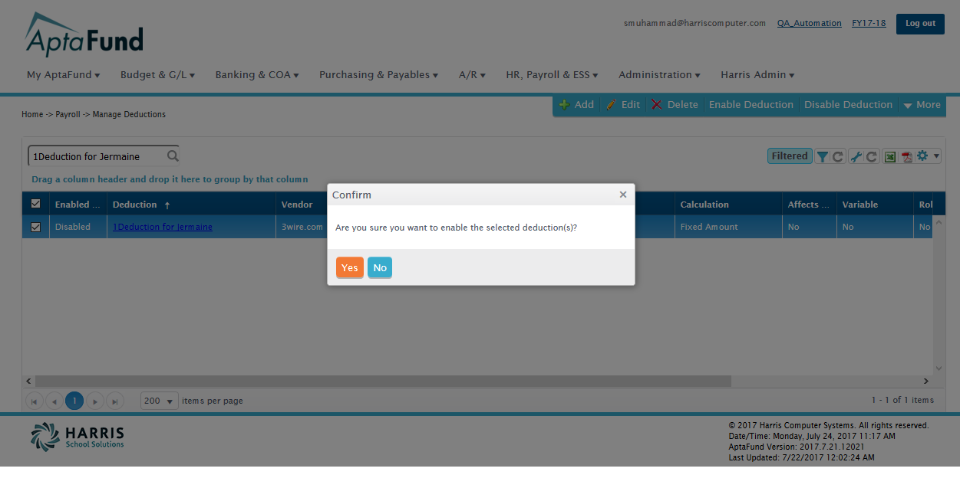 smuhammad@harriscomputer.com QA_Automation FY17-18 Log out
AptaFund
My AptaFund Budget & G/L Banking & COA Purchasing & Payables A/R HR, Payroll & ESS Administration Harris Admin
Home -> Payroll -> Manage Deductions
Add Edit Delete Enable Deduction Disable Deduction More
1Deduction for Jermaine
Filtered
Drag a column header and drop it here to group by that column
Enabled ... Deduction ↑ Vendor Calculation Affects ... Variable Rol
Disabled 1Deduction for Jermaine 3wire.com Fixed Amount No No No
Confirm ×
Are you sure you want to enable the selected deduction(s)?
Yes No
1 200 items per page 1 - 1 of 1 items
HARRIS
School Solutions
© 2017 Harris Computer Systems. All rights reserved.
Date/Time: Monday, July 24, 2017 11:17 AM
AptaFund Version: 2017.7.21.12021
Last Updated: 7/22/2017 12:02:24 AM